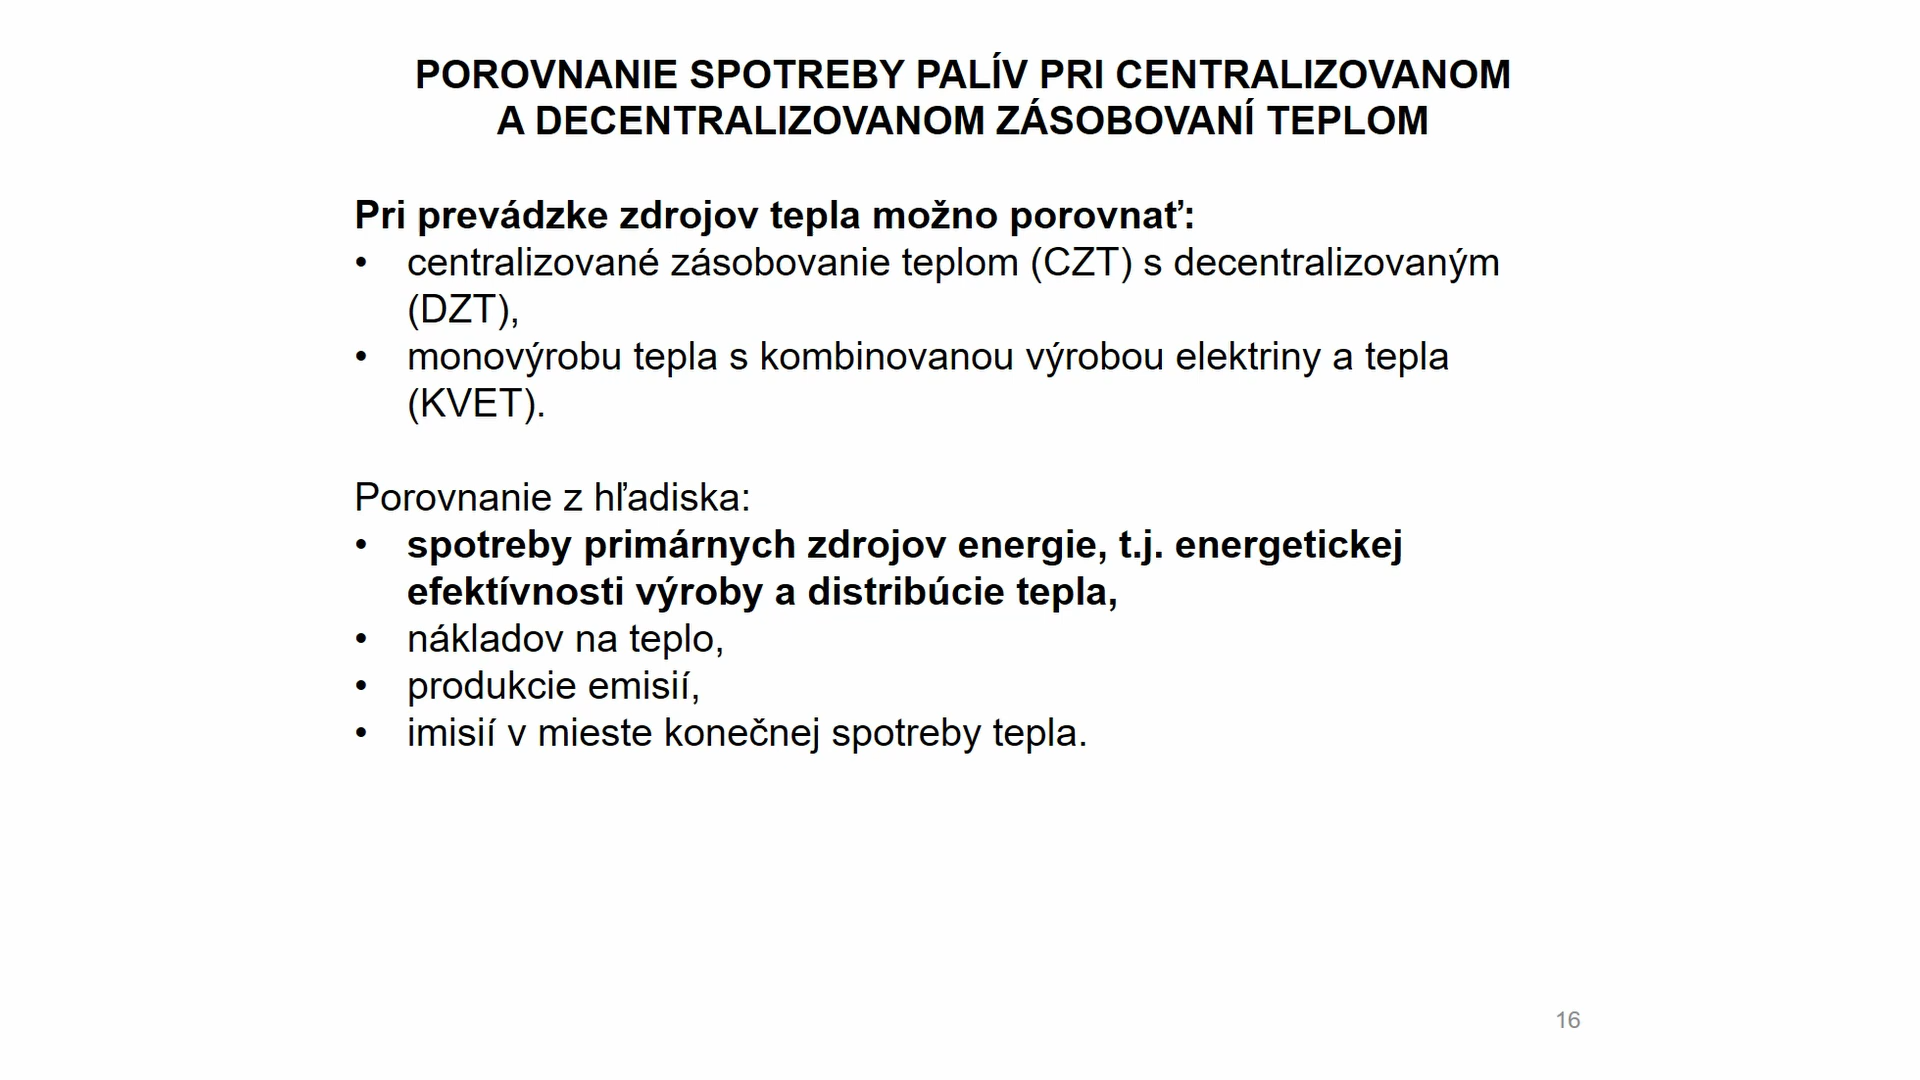 POROVNANIE SPOTREBY PALÍV PRI CENTRALIZOVANOM
A DECENTRALIZOVANOM ZÁSOBOVANÍ TEPLOM
Pri prevádzke zdrojov tepla možno porovnať:
• centralizované zásobovanie teplom (CZT) s decentralizovaným
(DZT),
• monovýrobu tepla s kombinovanou výrobou elektriny a tepla
(KVET).
Porovnanie z hľadiska:
• spotreby primárnych zdrojov energie, t.j. energetickej
efektívnosti výroby a distribúcie tepla,
• nákladov na teplo,
• produkcie emisií,
• imisií v mieste konečnej spotreby tepla.
16